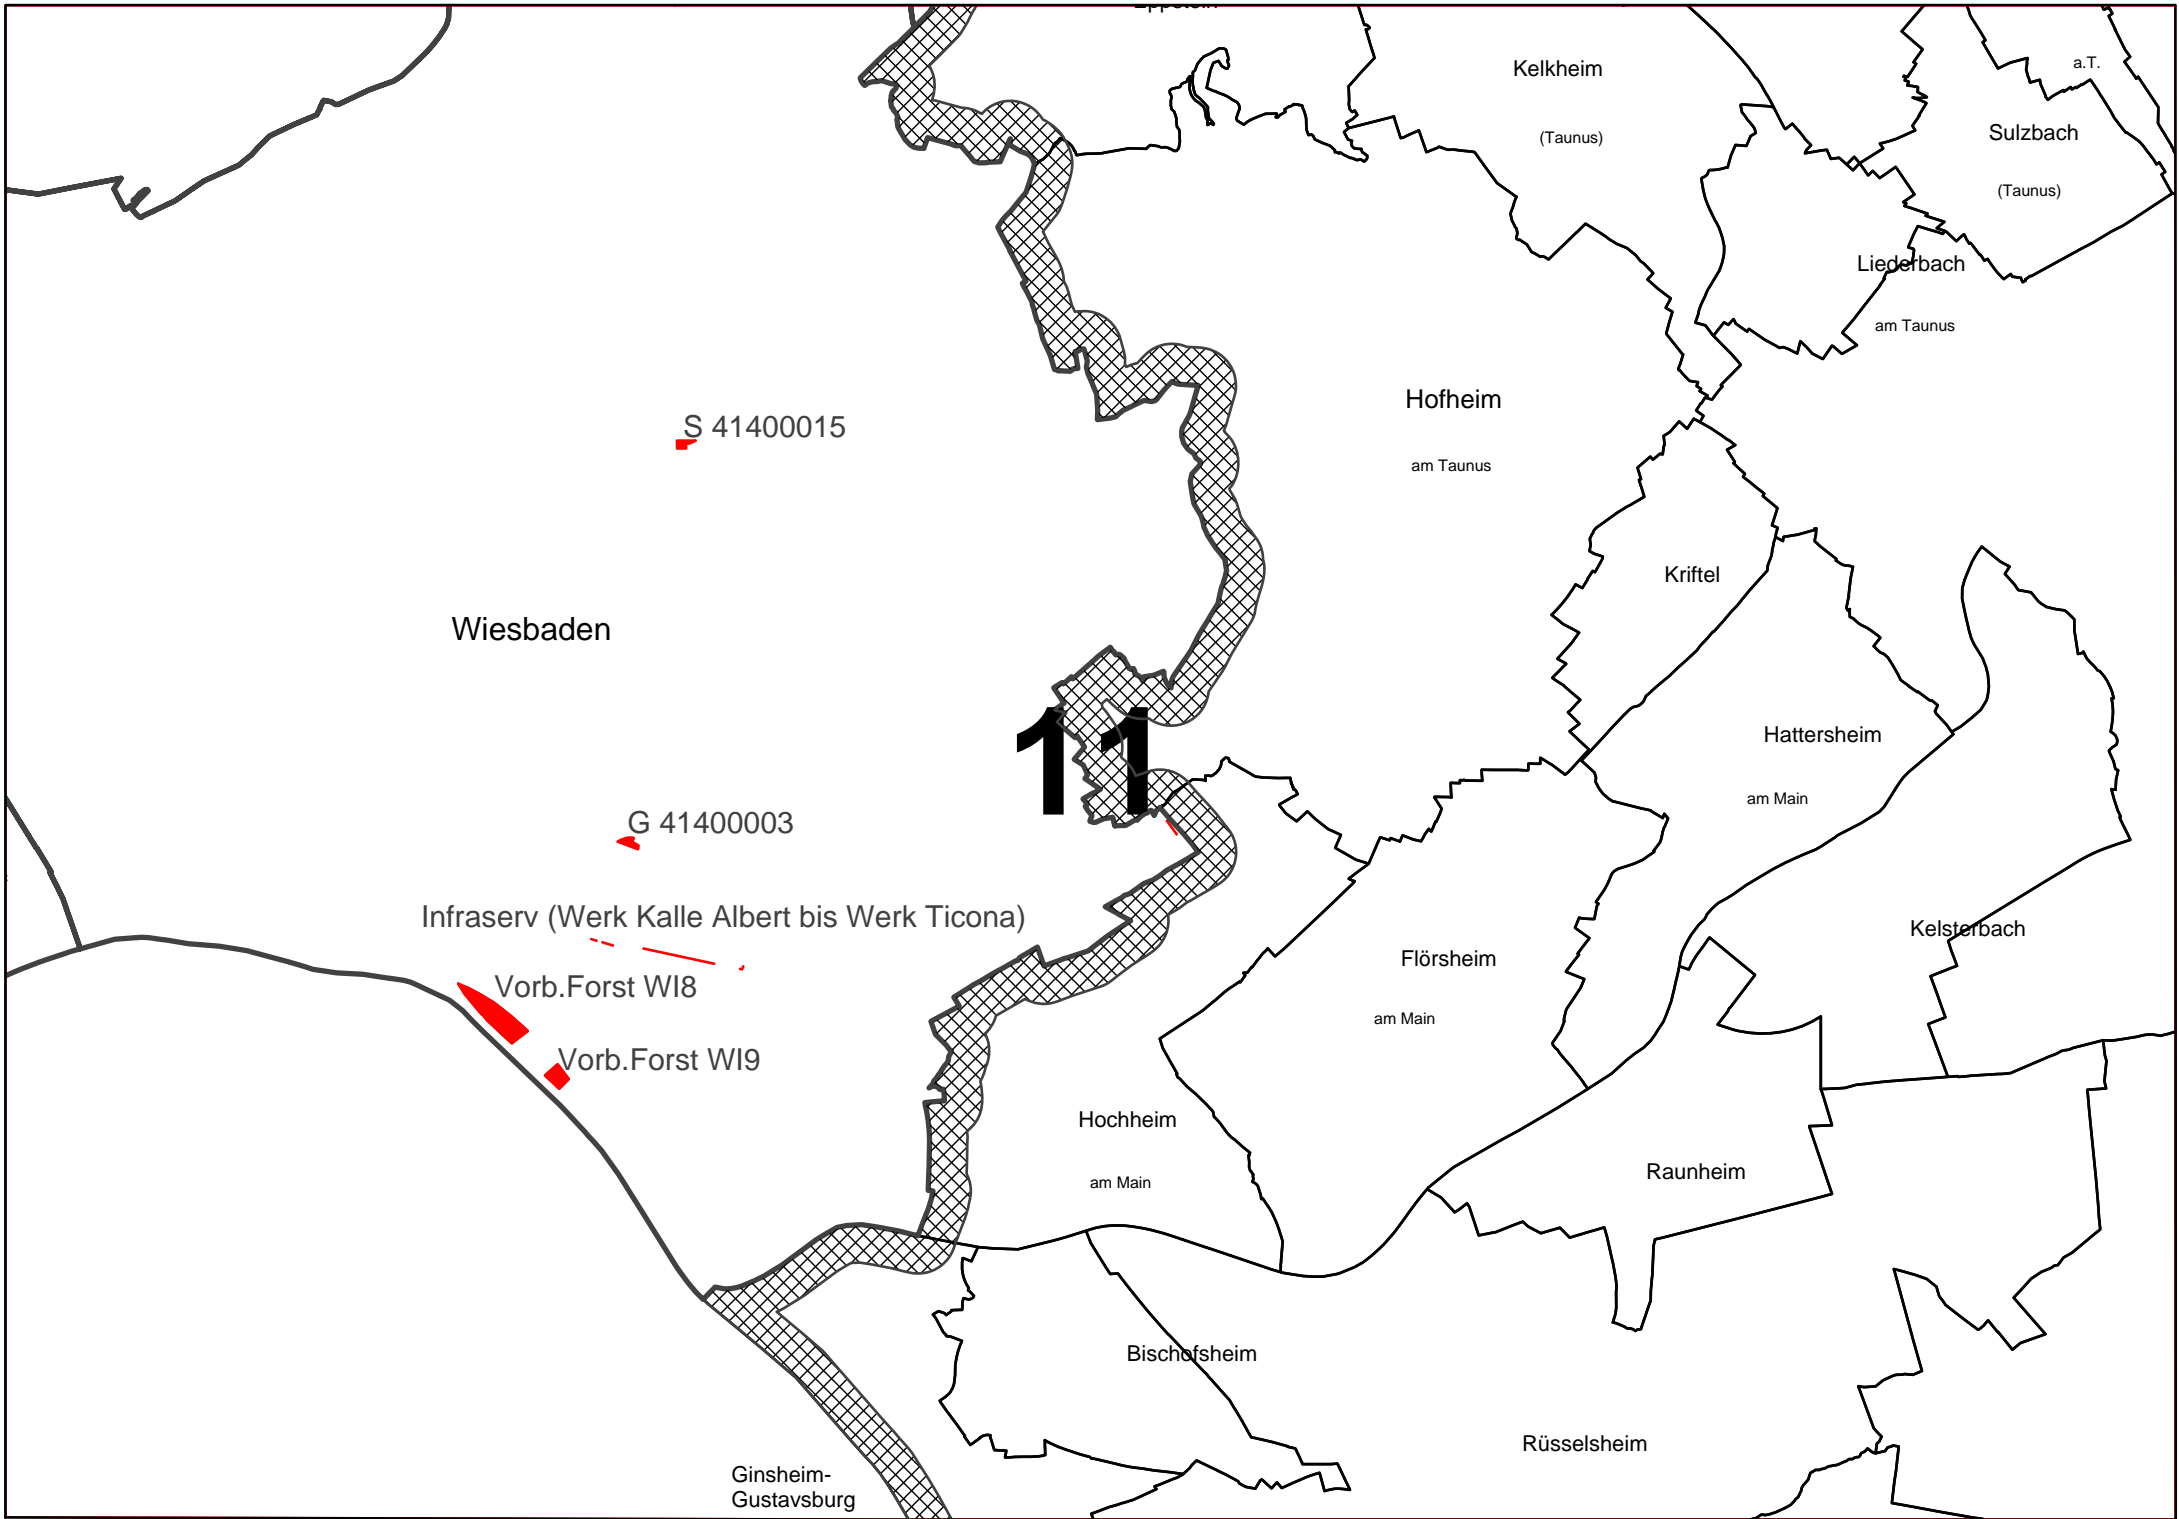 Eppstein
Kelkheim
(Taunus)
a.T.
Sulzbach
(Taunus)
Liederbach
am Taunus
Hofheim
am Taunus
S 41400015
Kriftel
Wiesbaden
11
Hattersheim
am Main
G 41400003
Infraserv (Werk Kalle Albert bis Werk Ticona)
Kelsterbach
Flörsheim
am Main
Vorb.Forst WI8
Vorb.Forst WI9
Hochheim
am Main
Raunheim
Bischofsheim
Rüsselsheim
Ginsheim-
Gustavsburg